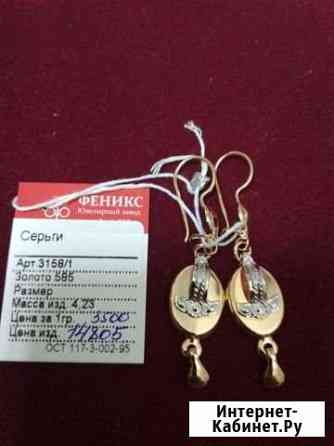 ФЕНИКС
Ювелирный завод
Серьги
Арт 3158/1
Золото 585
Размер
Масса изд. 4,23
Цена за 1гр. 3500
Цена изд. 14805
ОСТ 117-3-002-95
Интернет-
Кабинет.Ру